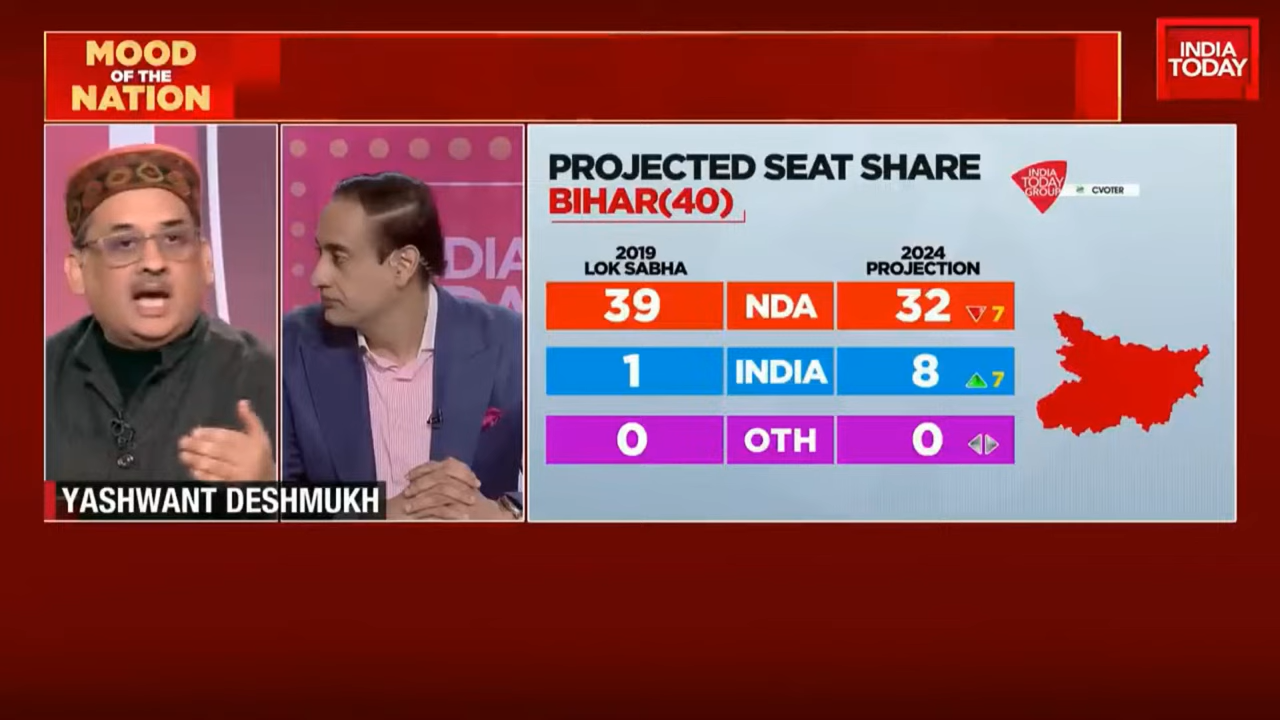 MOOD
OF THE
NATION
INDIA
TODAY
PROJECTED SEAT SHARE
BIHAR(40)
INDIA
TODAY
GROUP
CVOTER
2019
LOK SABHA
2024
PROJECTION
39 NDA 32 7
1 INDIA 8 7
0 OTH 0
YASHWANT DESHMUKH